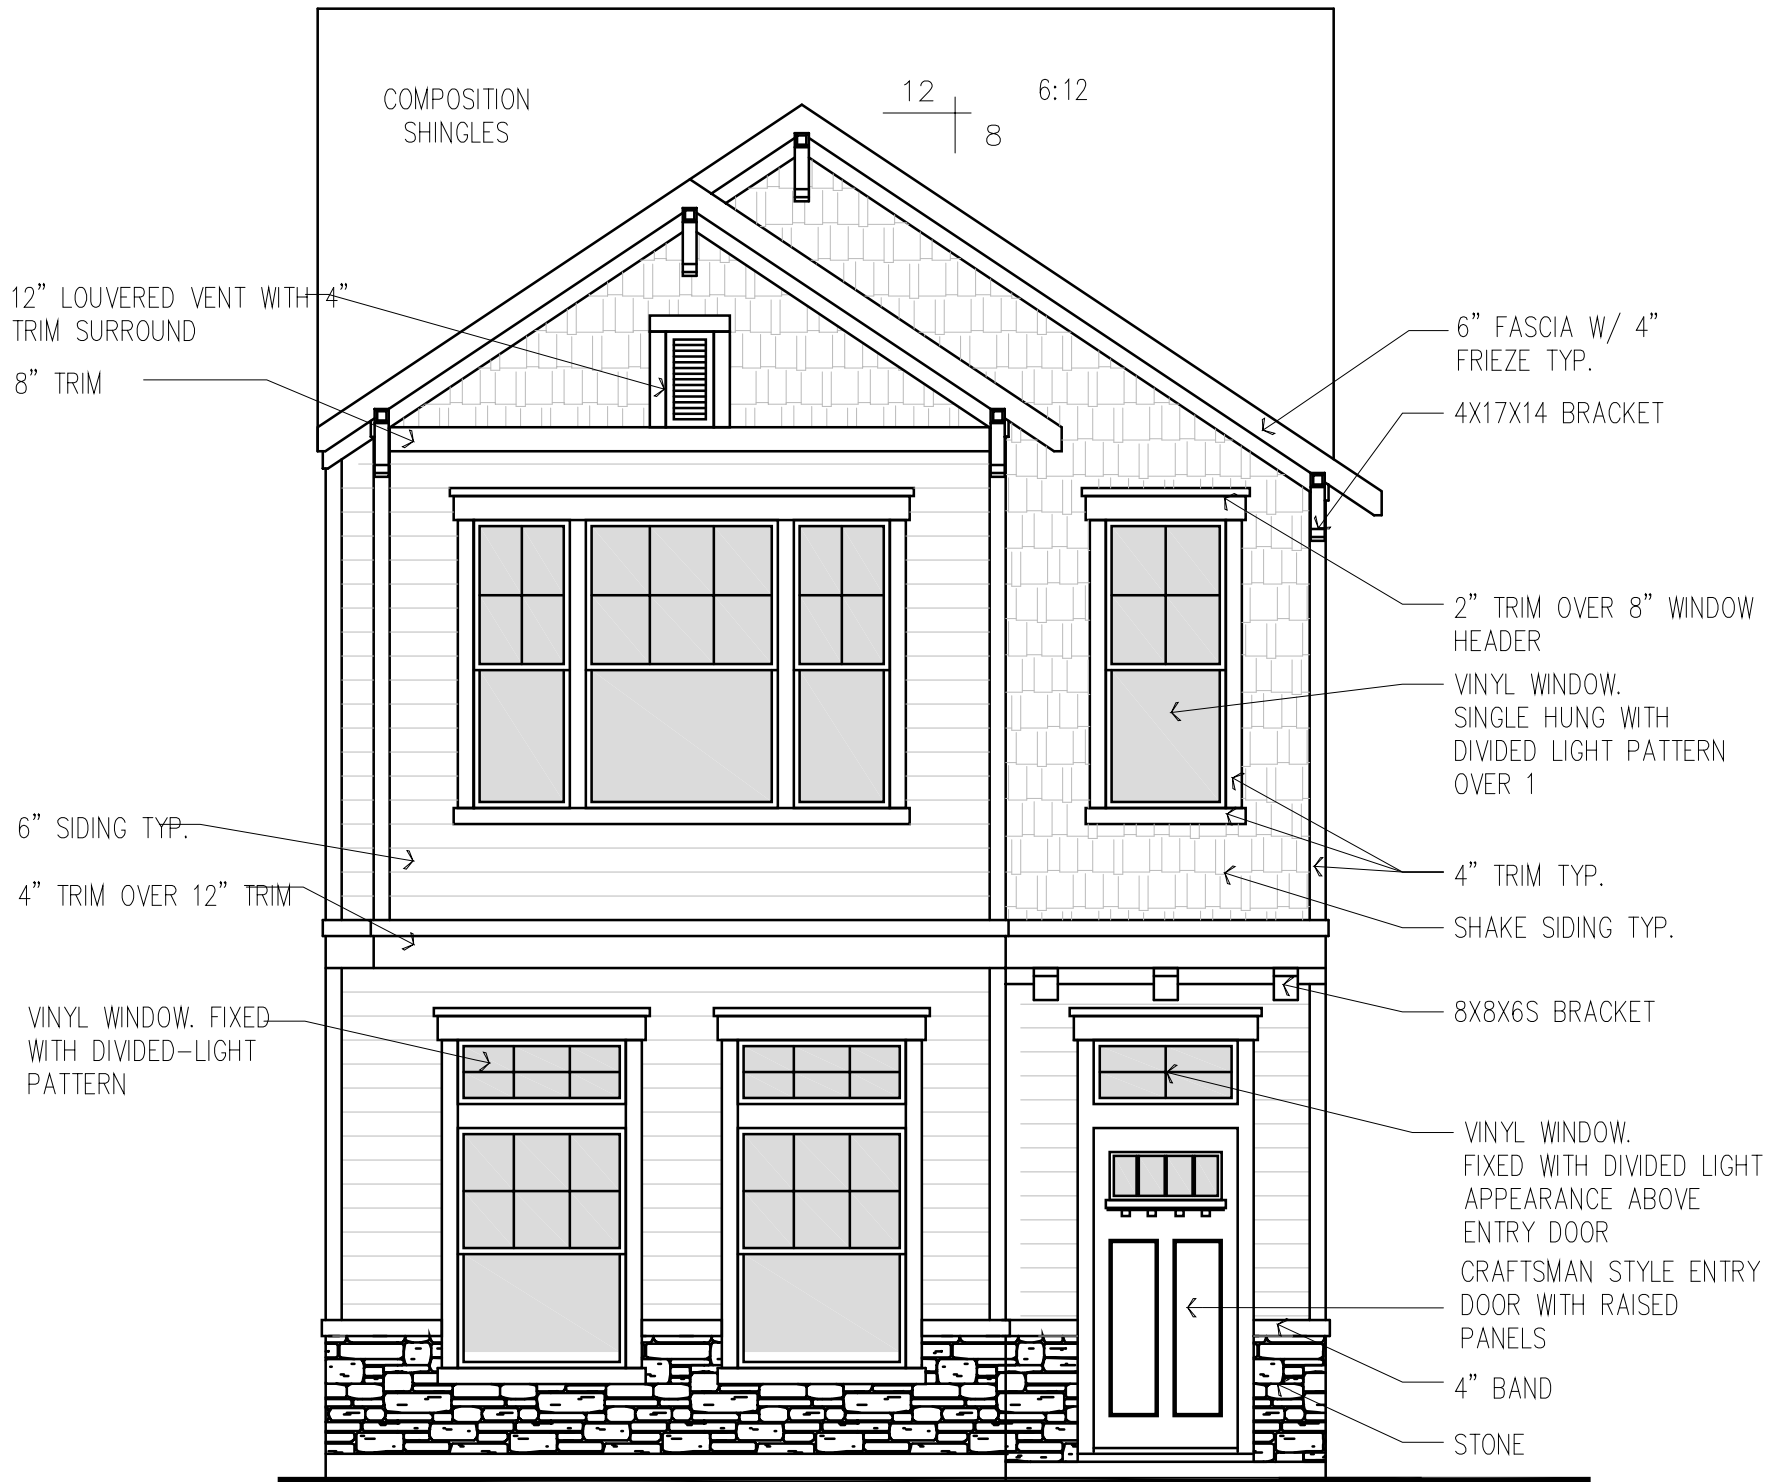 COMPOSITION
SHINGLES
12
8
6:12
12” LOUVERED VENT WITH 4”
TRIM SURROUND
8” TRIM
6” SIDING TYP.
4” TRIM OVER 12” TRIM
VINYL WINDOW. FIXED
WITH DIVIDED-LIGHT
PATTERN
6” FASCIA W/ 4”
FRIEZE TYP.
4X17X14 BRACKET
2” TRIM OVER 8” WINDOW
HEADER
VINYL WINDOW.
SINGLE HUNG WITH
DIVIDED LIGHT PATTERN
OVER 1
4” TRIM TYP.
SHAKE SIDING TYP.
8X8X6S BRACKET
VINYL WINDOW.
FIXED WITH DIVIDED LIGHT
APPEARANCE ABOVE
ENTRY DOOR
CRAFTSMAN STYLE ENTRY
DOOR WITH RAISED
PANELS
4” BAND
STONE